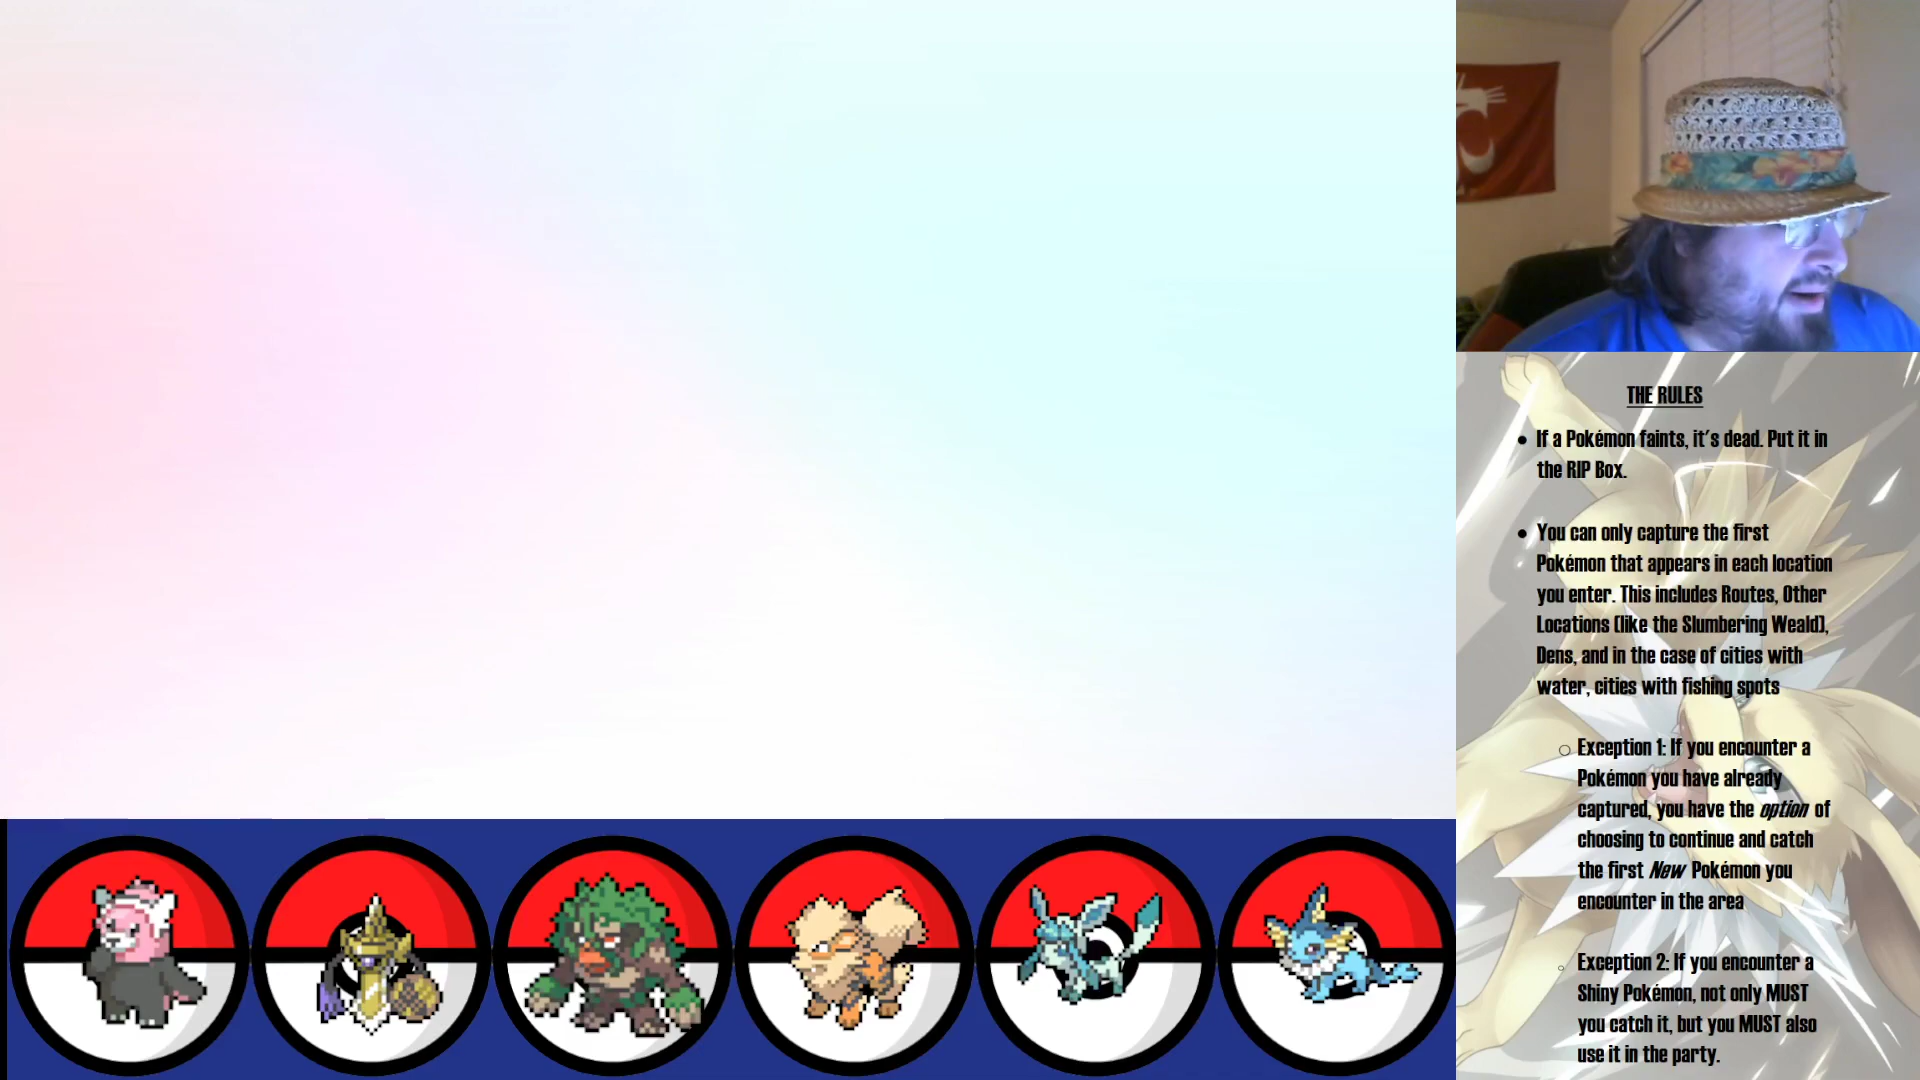 THE RULES
If a Pokémon faints, it's dead. Put it in
the RIP Box.
You can only capture the first
Pokémon that appears in each location
you enter. This includes Routes, Other
Locations (like the Slumbering Weald),
Dens, and in the case of cities with
water, cities with fishing spots
Exception 1: If you encounter a
Pokémon you have already
captured, you have the option of
choosing to continue and catch
the first New Pokémon you
encounter in the area
Exception 2: If you encounter a
Shiny Pokémon, not only MUST
you catch it, but you MUST also
use it in the party.